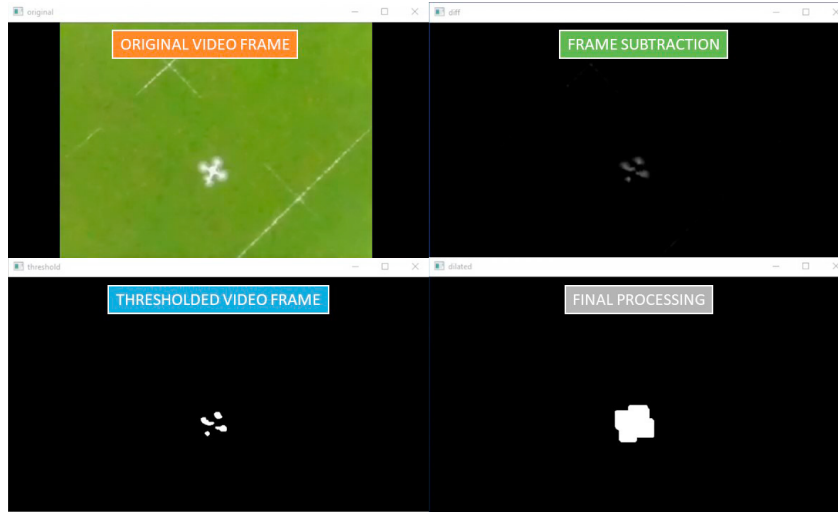 original
diff
ORIGINAL VIDEO FRAME
FRAME SUBTRACTION
threshold
dilated
THRESHOLDED VIDEO FRAME
FINAL PROCESSING